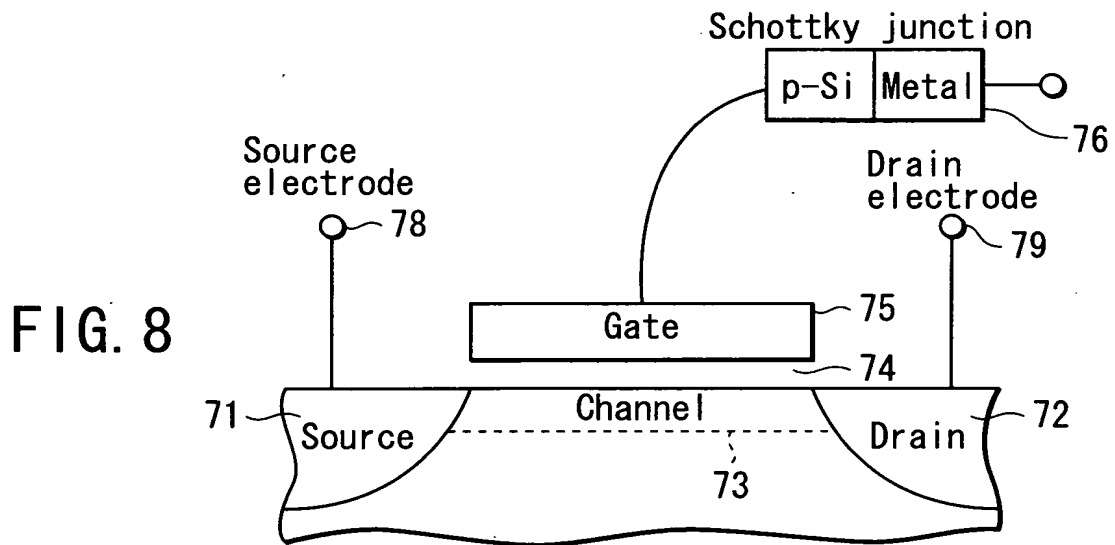 Schottky junction
p-Si Metal
76
Source
electrode
78
Drain
electrode
79
FIG. 8
Gate
75
74
71
Source
Channel
73
Drain
72